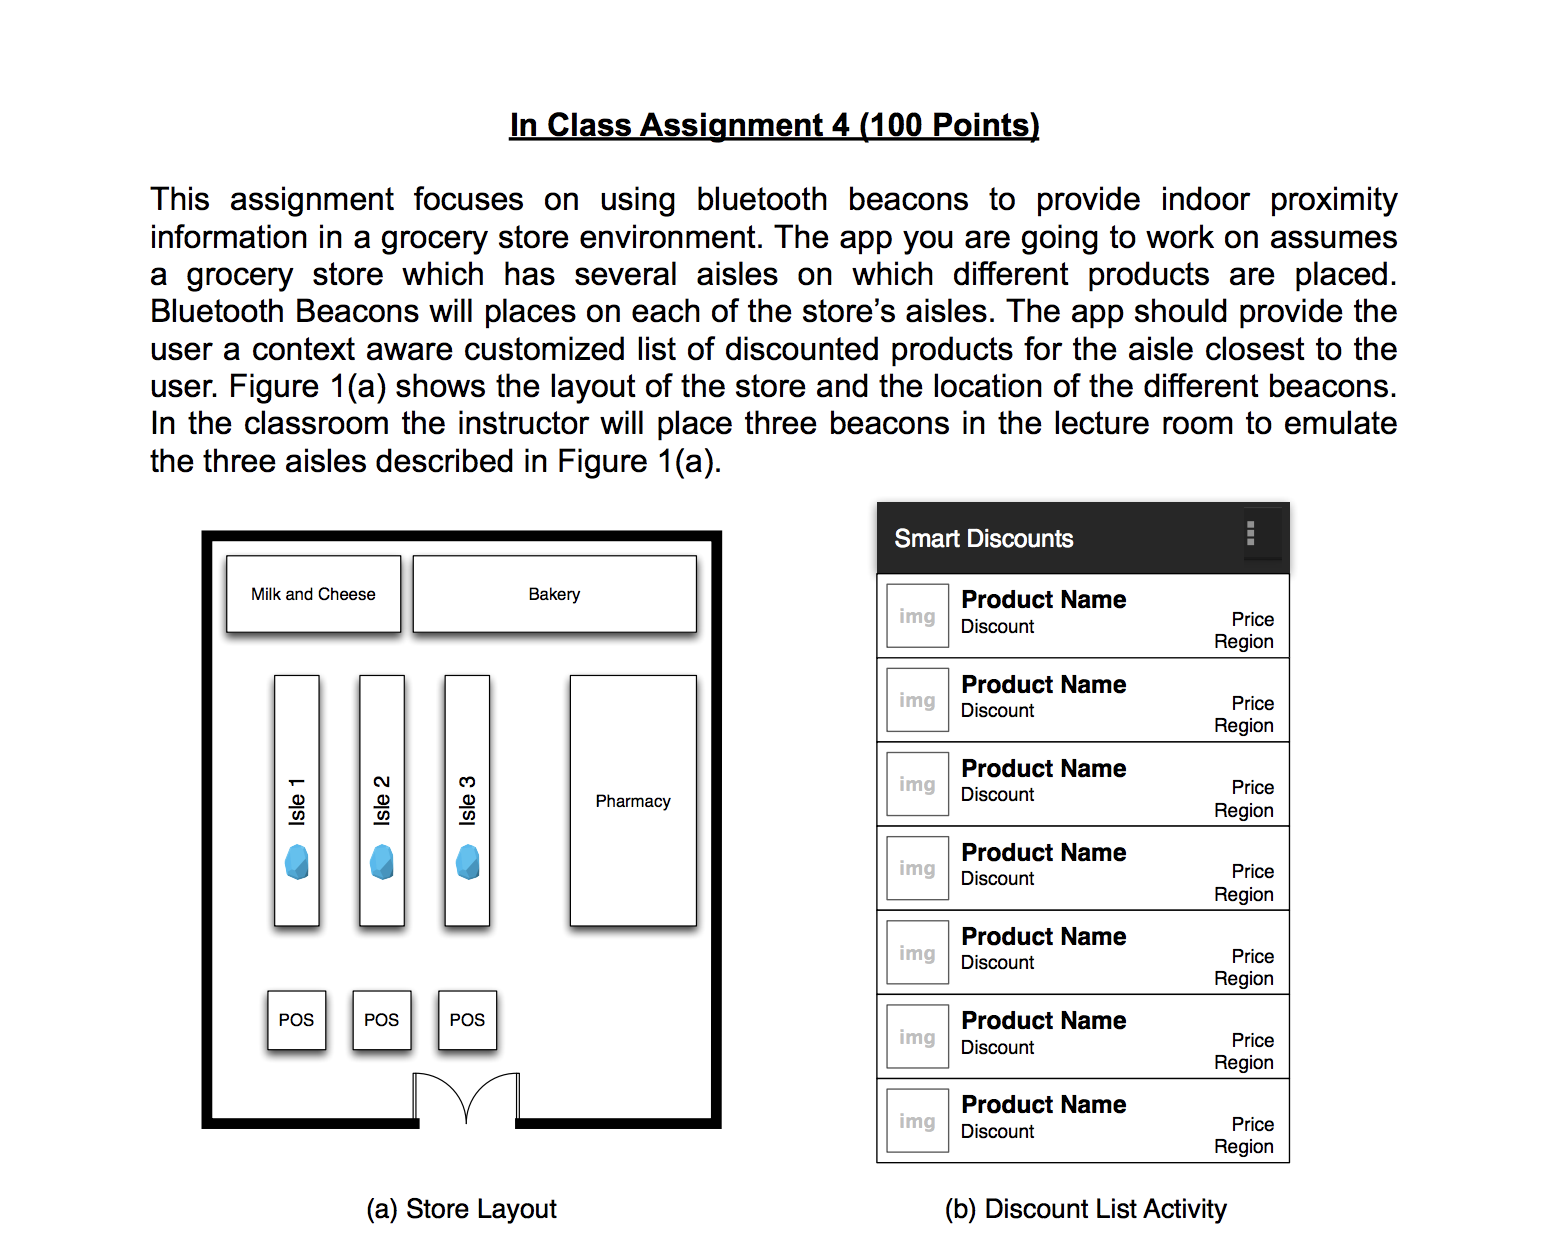 In Class Assignment 4 (100 Points)
This assignment focuses on using bluetooth beacons to provide indoor proximity
information in a grocery store environment. The app you are going to work on assumes
a grocery store which has several aisles on which different products are placed.
Bluetooth Beacons will places on each of the store's aisles. The app should provide the
user a context aware customized list of discounted products for the aisle closest to the
user. Figure 1(a) shows the layout of the store and the location of the different beacons.
In the classroom the instructor will place three beacons in the lecture room to emulate
the three aisles described in Figure 1(a).
Milk and Cheese
Bakery
Isle 1
Isle 2
Isle 3
Pharmacy
POS
POS
POS
(a) Store Layout
Smart Discounts
img
Product Name
Discount
Price
Region
img
Product Name
Discount
Price
Region
img
Product Name
Discount
Price
Region
img
Product Name
Discount
Price
Region
img
Product Name
Discount
Price
Region
img
Product Name
Discount
Price
Region
img
Product Name
Discount
Price
Region
(b) Discount List Activity